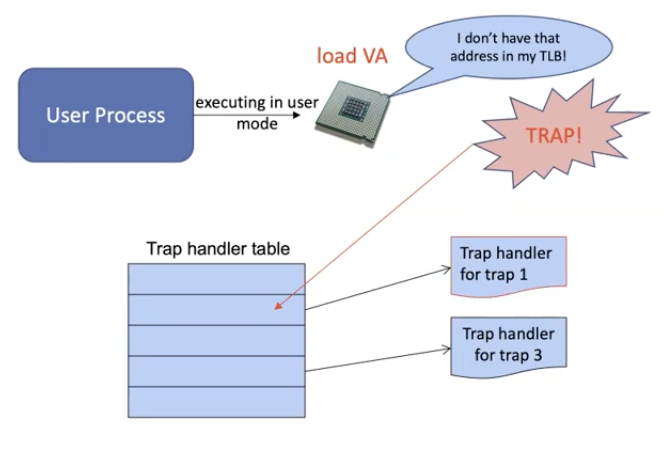 load VA
I don't have that
address in my TLB!
User Process
executing in user
mode
TRAP!
Trap handler table
Trap handler
for trap 1
Trap handler
for trap 3